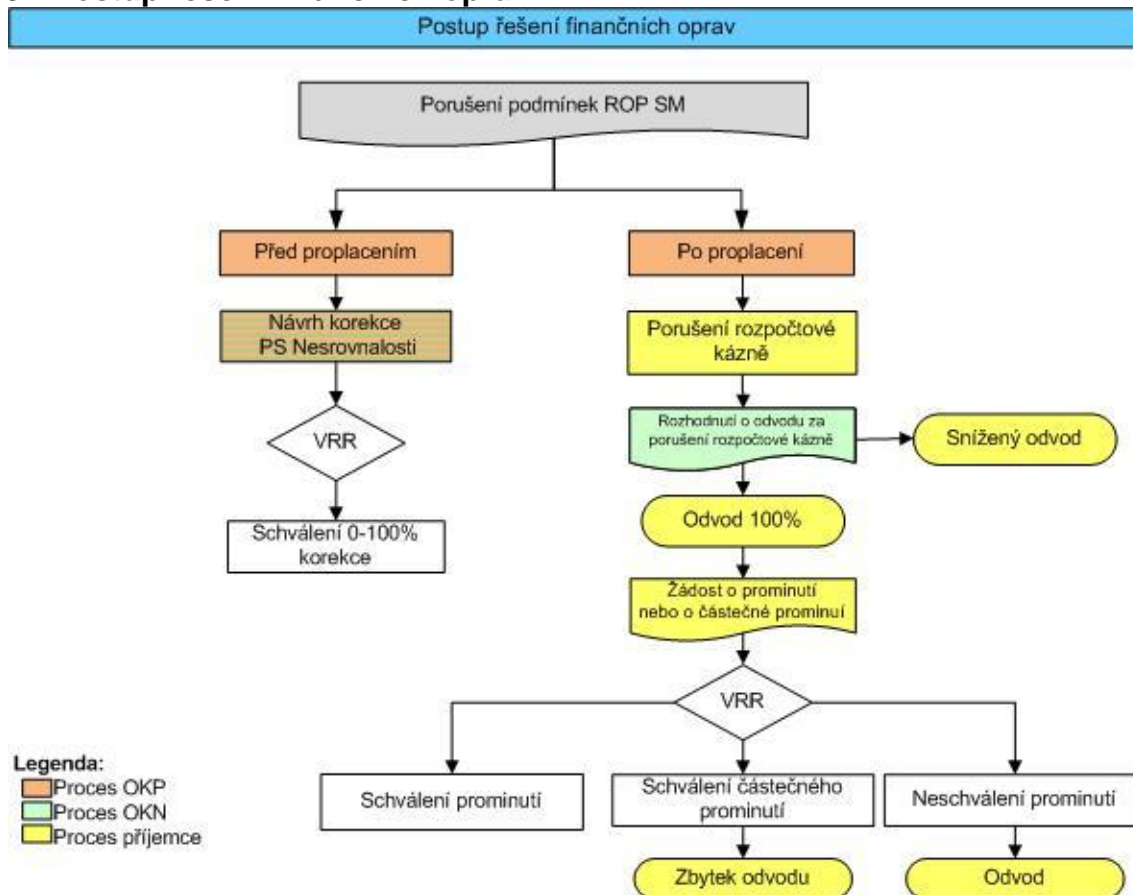 Postup řešení finančních oprav
Porušení podmínek ROP SM
Před proplacením
Návrh korekce
PS Nesrovnalosti
VRR
Schválení 0-100%
korekce
Po proplacení
Porušení rozpočtové
kázně
Rozhodnutí o odvodu za
porušení rozpočtové kázně
Snížený odvod
Odvod 100%
Žádost o prominutí
nebo o částečné prominuí
VRR
Schválení prominutí
Schválení částečného
prominutí
Neschválení prominutí
Zbytek odvodu
Odvod
Legenda:
Proces OKP
Proces OKN
Proces příjemce